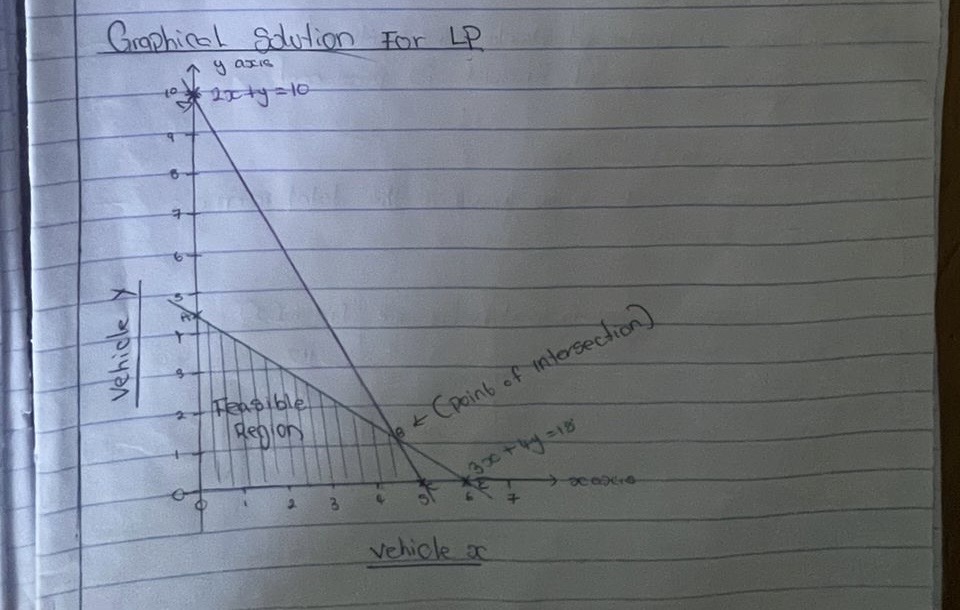 Graphical Solution For LP
y axis
10
2x+y=10
9
8
7
6
5
A
4
3
2
1
0
vehicle y
Feasible
Region
B
(point of intersection)
3x+4y=18
0 1 2 3 4 5 6 7
x axis
vehicle x